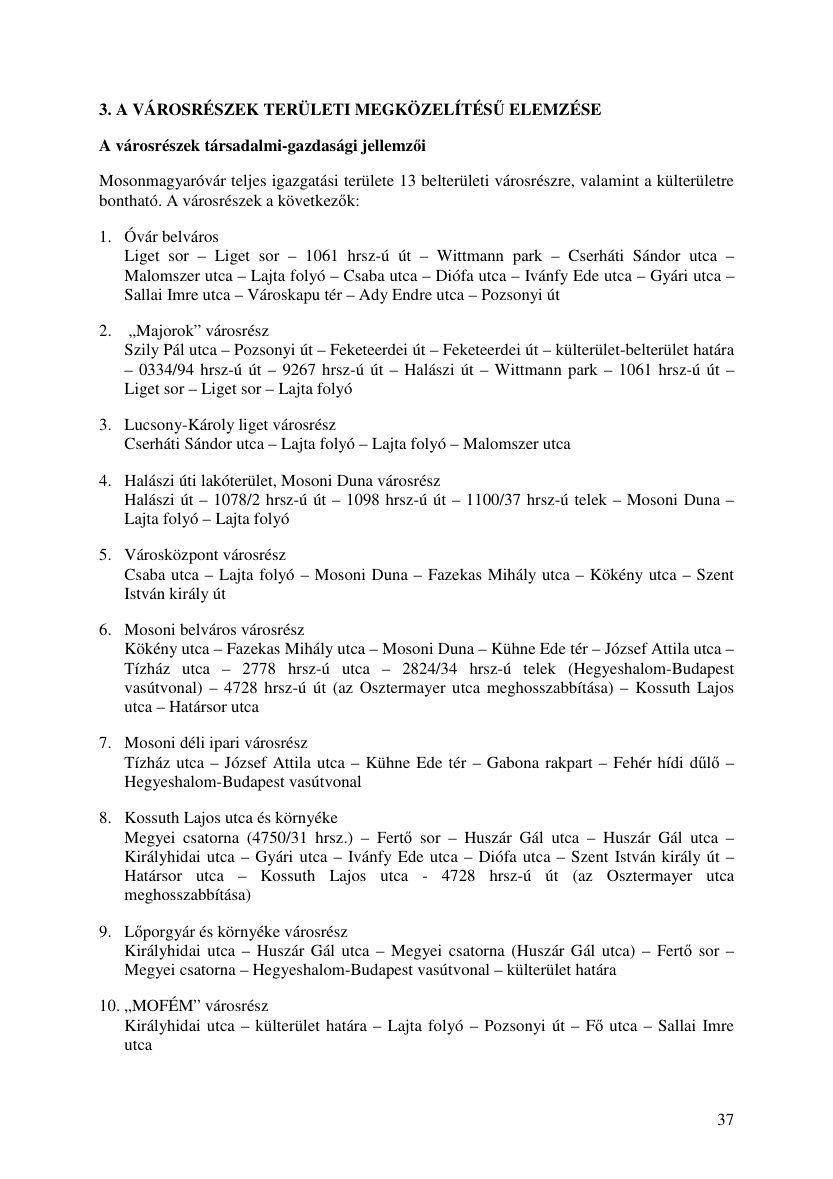 3. A VÁROSRÉSZEK TERÜLETI MEGKÖZELÍTÉSŰ ELEMZÉSE
A városrészek társadalmi-gazdasági jellemzői
Mosonmagyaróvár teljes igazgatási területe 13 belterületi városrészre, valamint a külterületre
bontható. A városrészek a következők:
1. Óvár belváros
Liget sor – Liget sor – 1061 hrsz-ú út – Wittmann park – Cserháti Sándor utca –
Malomszer utca – Lajta folyó – Csaba utca – Diófa utca – Ivánfy Ede utca – Gyári utca –
Sallai Imre utca – Városkapu tér – Ady Endre utca – Pozsonyi út
2. „Majorok” városrész
Szily Pál utca – Pozsonyi út – Feketeerdei út – Feketeerdei út – külterület-belterület határa
– 0334/94 hrsz-ú út – 9267 hrsz-ú út – Halászi út – Wittmann park – 1061 hrsz-ú út –
Liget sor – Liget sor – Lajta folyó
3. Lucsony-Károly liget városrész
Cserháti Sándor utca – Lajta folyó – Lajta folyó – Malomszer utca
4. Halászi úti lakóterület, Mosoni Duna városrész
Halászi út – 1078/2 hrsz-ú út – 1098 hrsz-ú út – 1100/37 hrsz-ú telek – Mosoni Duna –
Lajta folyó – Lajta folyó
5. Városközpont városrész
Csaba utca – Lajta folyó – Mosoni Duna – Fazekas Mihály utca – Kökény utca – Szent
István király út
6. Mosoni belváros városrész
Kökény utca – Fazekas Mihály utca – Mosoni Duna – Kühne Ede tér – József Attila utca –
Tízház utca – 2778 hrsz-ú utca – 2824/34 hrsz-ú telek (Hegyeshalom-Budapest
vasútvonal) – 4728 hrsz-ú út (az Osztermayer utca meghosszabbítása) – Kossuth Lajos
utca – Határsor utca
7. Mosoni déli ipari városrész
Tízház utca – József Attila utca – Kühne Ede tér – Gabona rakpart – Fehér hídi dűlő –
Hegyeshalom-Budapest vasútvonal
8. Kossuth Lajos utca és környéke
Megyei csatorna (4750/31 hrsz.) – Fertő sor – Huszár Gál utca – Huszár Gál utca –
Királyhidai utca – Gyári utca – Ivánfy Ede utca – Diófa utca – Szent István király út –
Határsor utca – Kossuth Lajos utca - 4728 hrsz-ú út (az Osztermayer utca
meghosszabbítása)
9. Lőporgyár és környéke városrész
Királyhidai utca – Huszár Gál utca – Megyei csatorna (Huszár Gál utca) – Fertő sor –
Megyei csatorna – Hegyeshalom-Budapest vasútvonal – külterület határa
10. „MOFÉM” városrész
Királyhidai utca – külterület határa – Lajta folyó – Pozsonyi út – Fő utca – Sallai Imre
utca
37